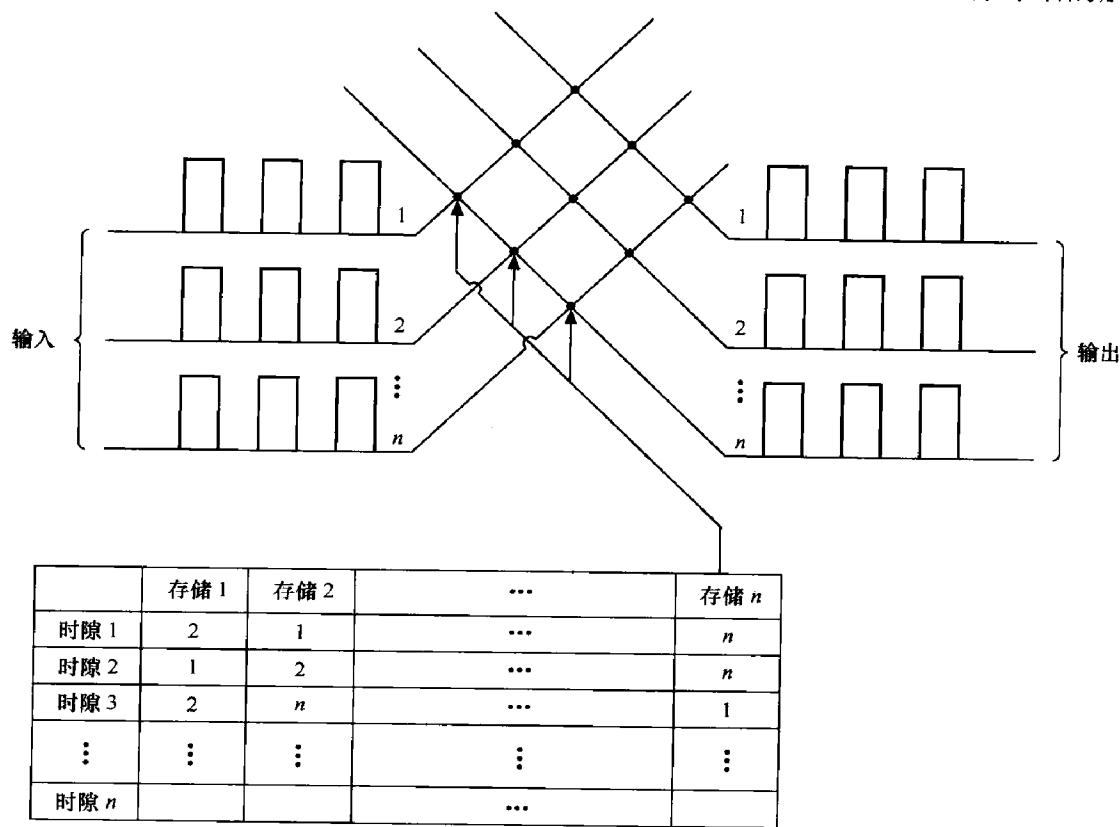 1
1
2
2
输入
输出
⋮
⋮
n
n
存储 1 存储 2 … 存储 n
时隙 1 2 1 … n
时隙 2 1 2 … n
时隙 3 2 n … 1
⋮ ⋮ ⋮ ⋮ ⋮
时隙 n …